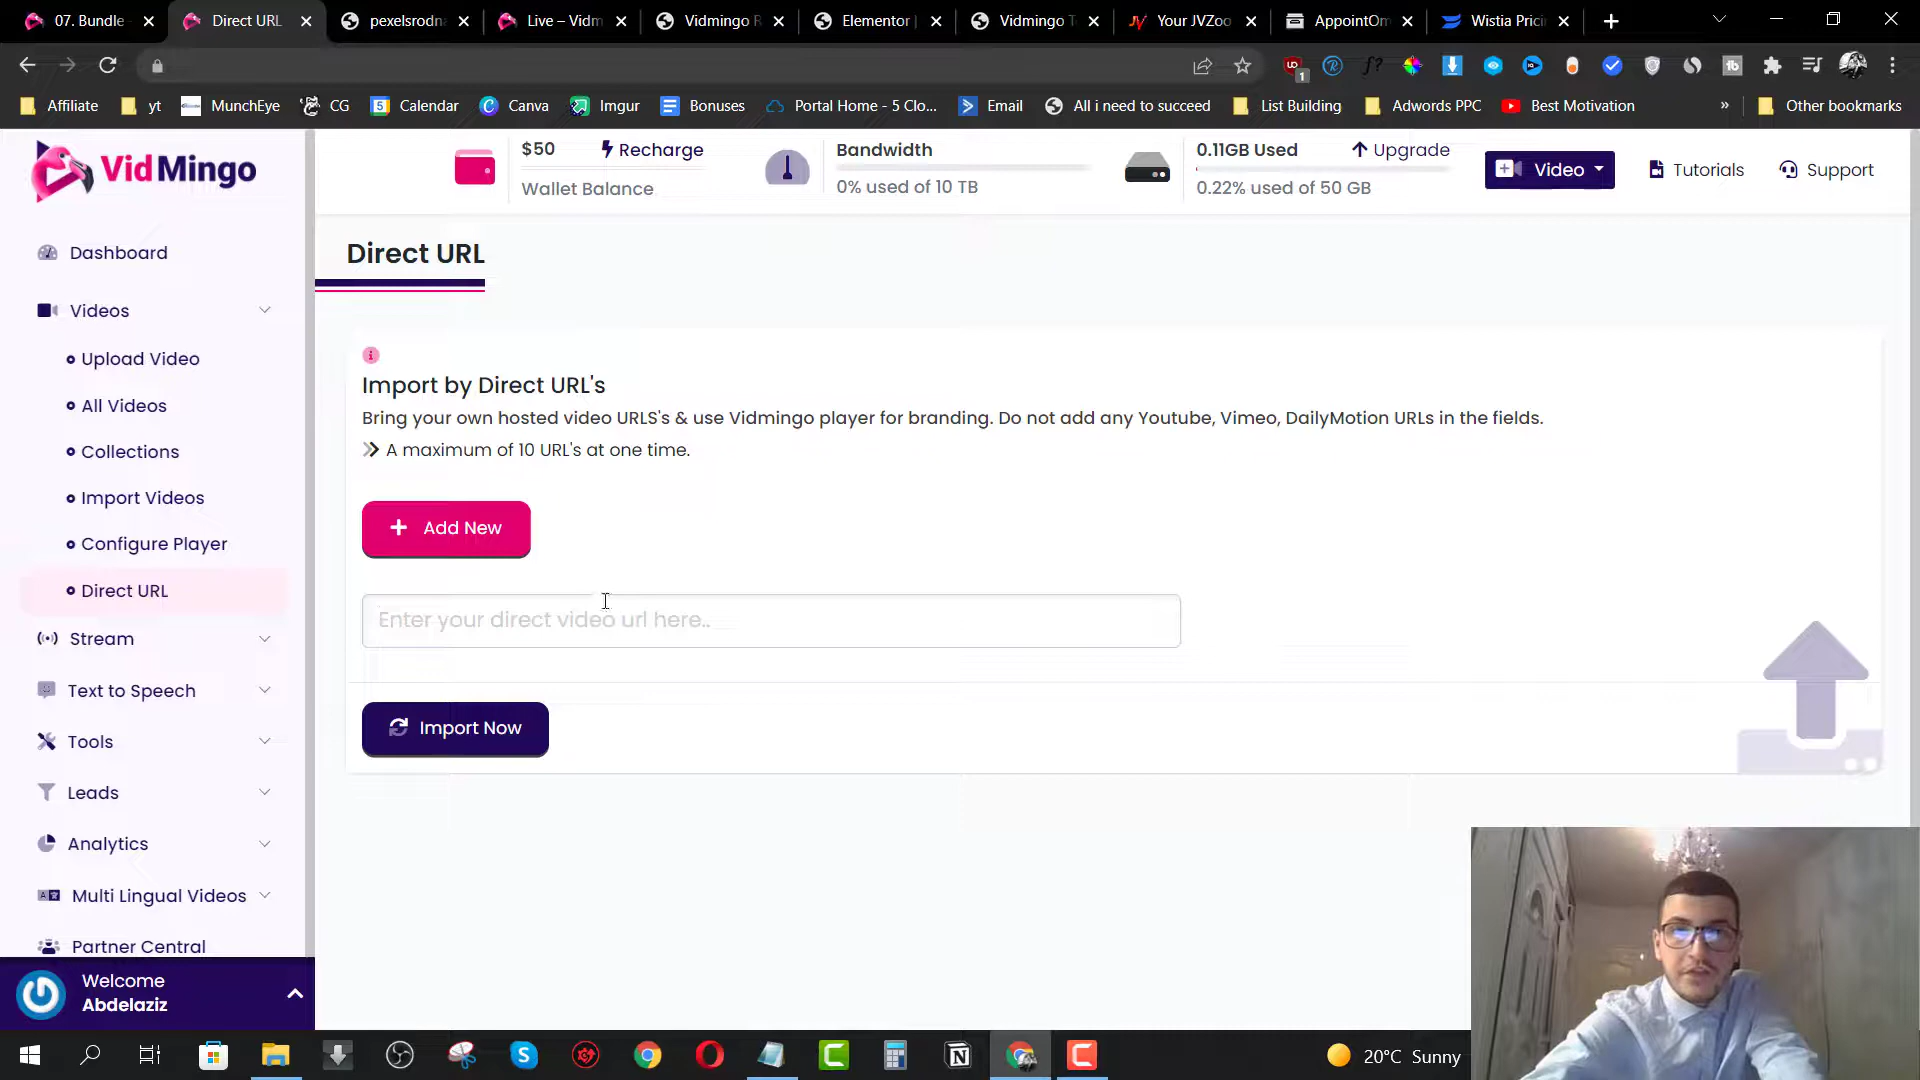 07. Bundle -
Direct URL
pexelsrodna
Live – Vidm
Vidmingo R
Elementor |
Vidmingo T
Your JVZoo
AppointOm
Wistia Prici
Affiliate
yt
MunchEye
CG
Calendar
Canva
Imgur
Bonuses
Portal Home - 5 Clo...
Email
All i need to succeed
List Building
Adwords PPC
Best Motivation
»
Other bookmarks
VidMingo
$50
Recharge
Wallet Balance
Bandwidth
0% used of 10 TB
0.11GB Used
Upgrade
0.22% used of 50 GB
Video
Tutorials
Support
Dashboard
Videos
Upload Video
All Videos
Collections
Import Videos
Configure Player
Direct URL
Stream
Text to Speech
Tools
Leads
Analytics
Multi Lingual Videos
Partner Central
Welcome
Abdelaziz
Direct URL
Import by Direct URL's
Bring your own hosted video URLS's & use Vidmingo player for branding. Do not add any Youtube, Vimeo, DailyMotion URLs in the fields.
A maximum of 10 URL's at one time.
+ Add New
Enter your direct video url here..
Import Now
20°C Sunny